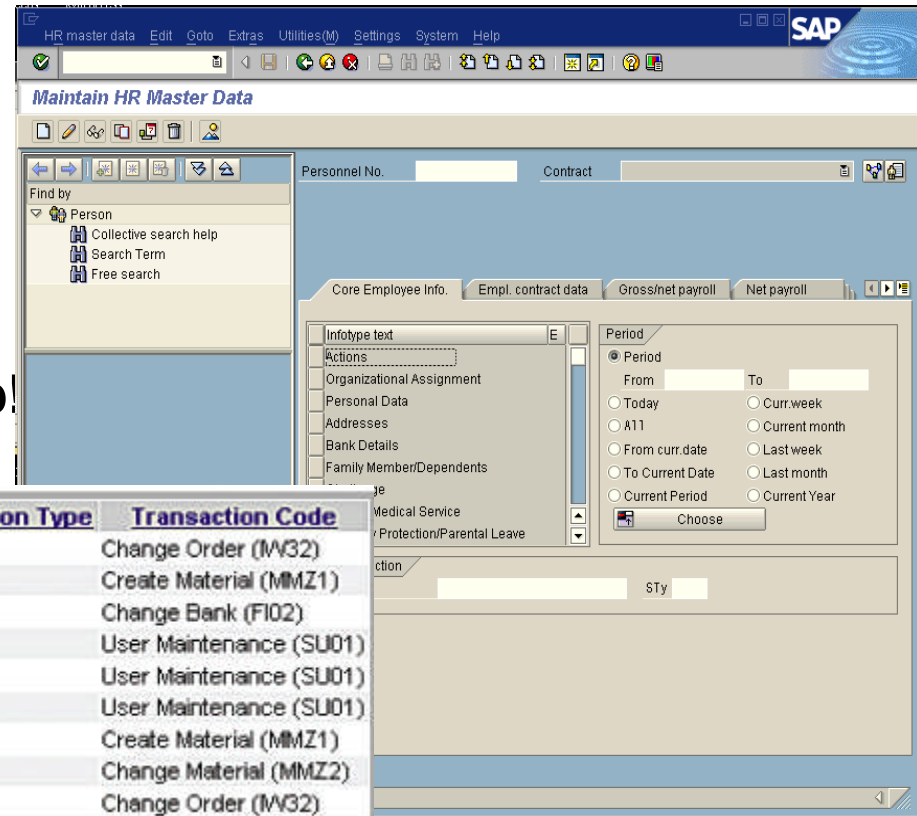 HR master data Edit Goto Extras Utilities(M) Settings System Help
SAP
Maintain HR Master Data
Find by
Person
Collective search help
Search Term
Free search
Personnel No. Contract
Core Employee Info. Empl. contract data Gross/net payroll Net payroll
Infotype text E
Actions
Organizational Assignment
Personal Data
Addresses
Bank Details
Family Member/Dependents
Medical Service
Protection/Parental Leave
Period
Period
From To
Today Curr.week
All Current month
From curr.date Last week
To Current Date Last month
Current Period Current Year
Choose
ction
STy
o!
on Type Transaction Code
Change Order (IW32)
Create Material (MMZ1)
Change Bank (FI02)
User Maintenance (SU01)
User Maintenance (SU01)
User Maintenance (SU01)
Create Material (MMZ1)
Change Material (MMZ2)
Change Order (IW32)